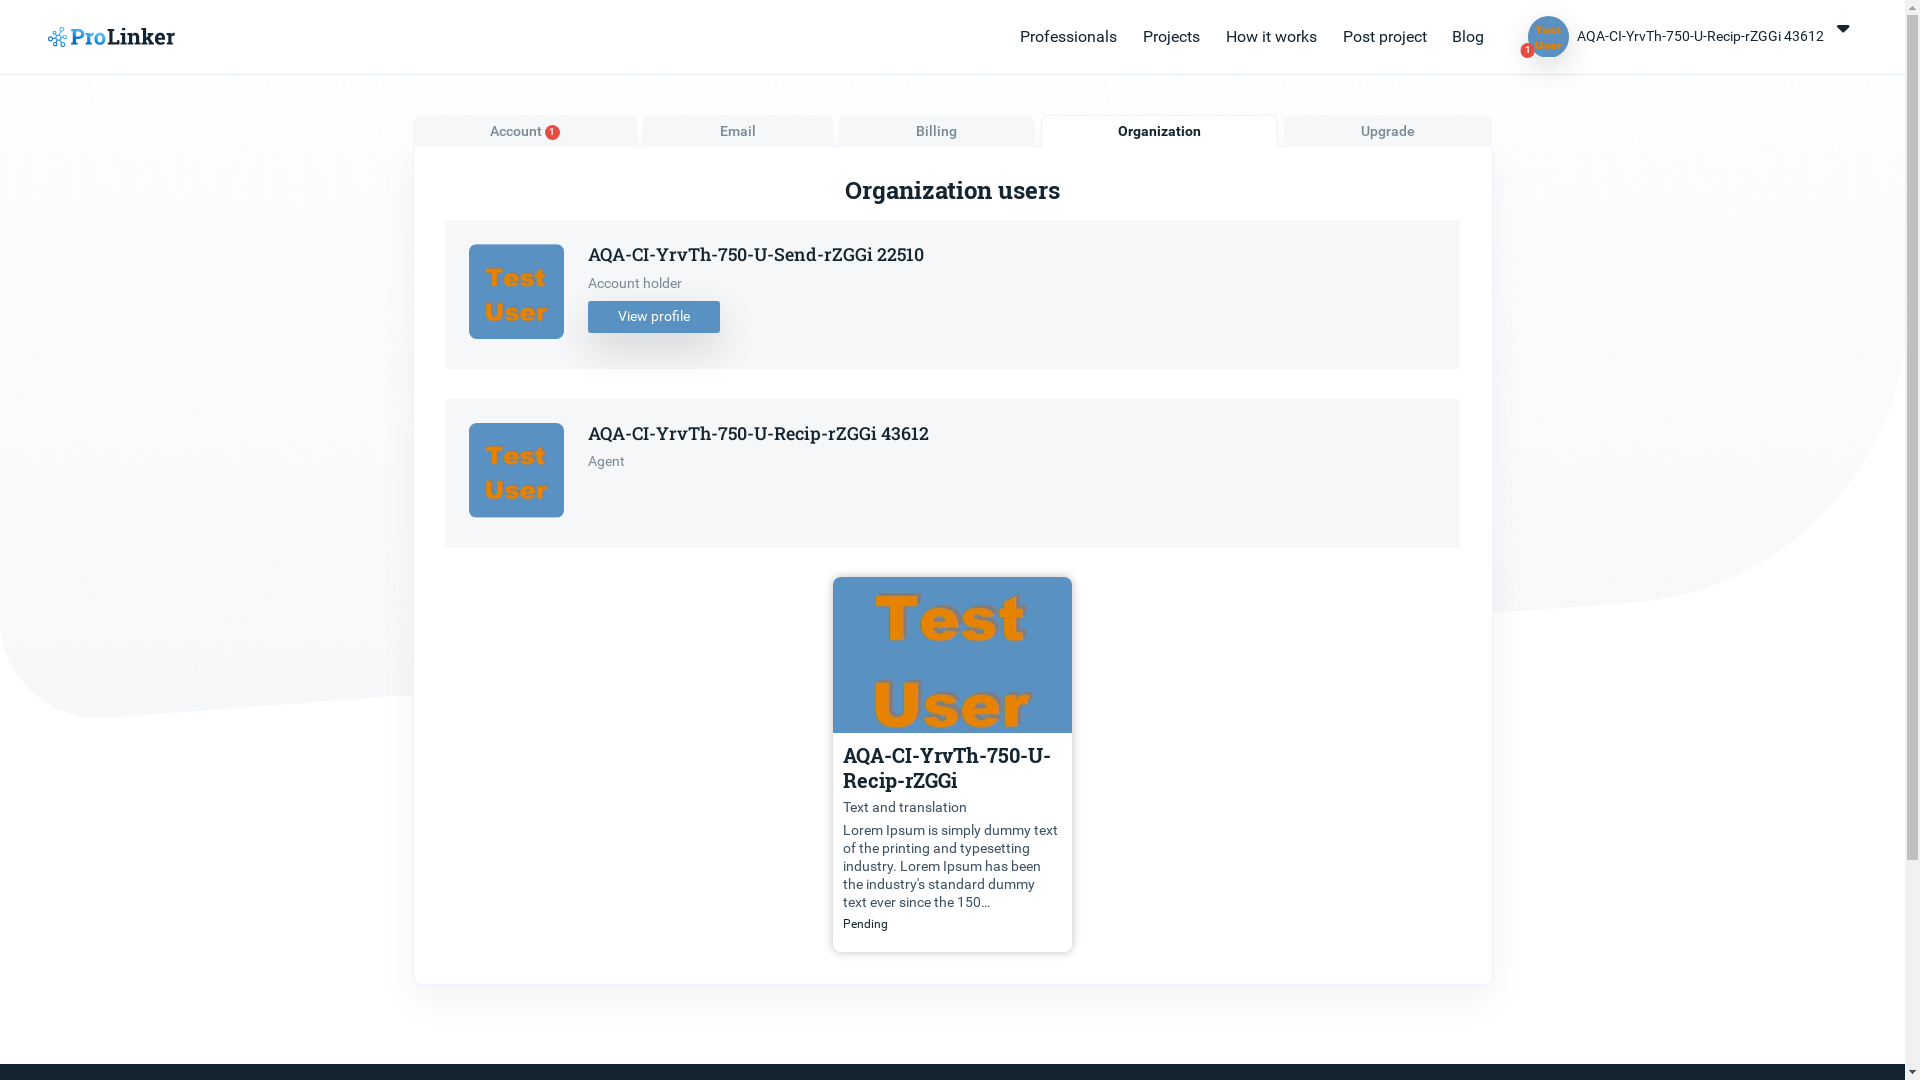 ProLinker
Professionals
Projects
How it works
Post project
Blog
Test
User
1
AQA-CI-YrvTh-750-U-Recip-rZGGi 43612
Account 1
Email
Billing
Organization
Upgrade
Organization users
Test
User
AQA-CI-YrvTh-750-U-Send-rZGGi 22510
Account holder
View profile
Test
User
AQA-CI-YrvTh-750-U-Recip-rZGGi 43612
Agent
Test
User
AQA-CI-YrvTh-750-U-
Recip-rZGGi
Text and translation
Lorem Ipsum is simply dummy text
of the printing and typesetting
industry. Lorem Ipsum has been
the industry's standard dummy
text ever since the 150...
Pending